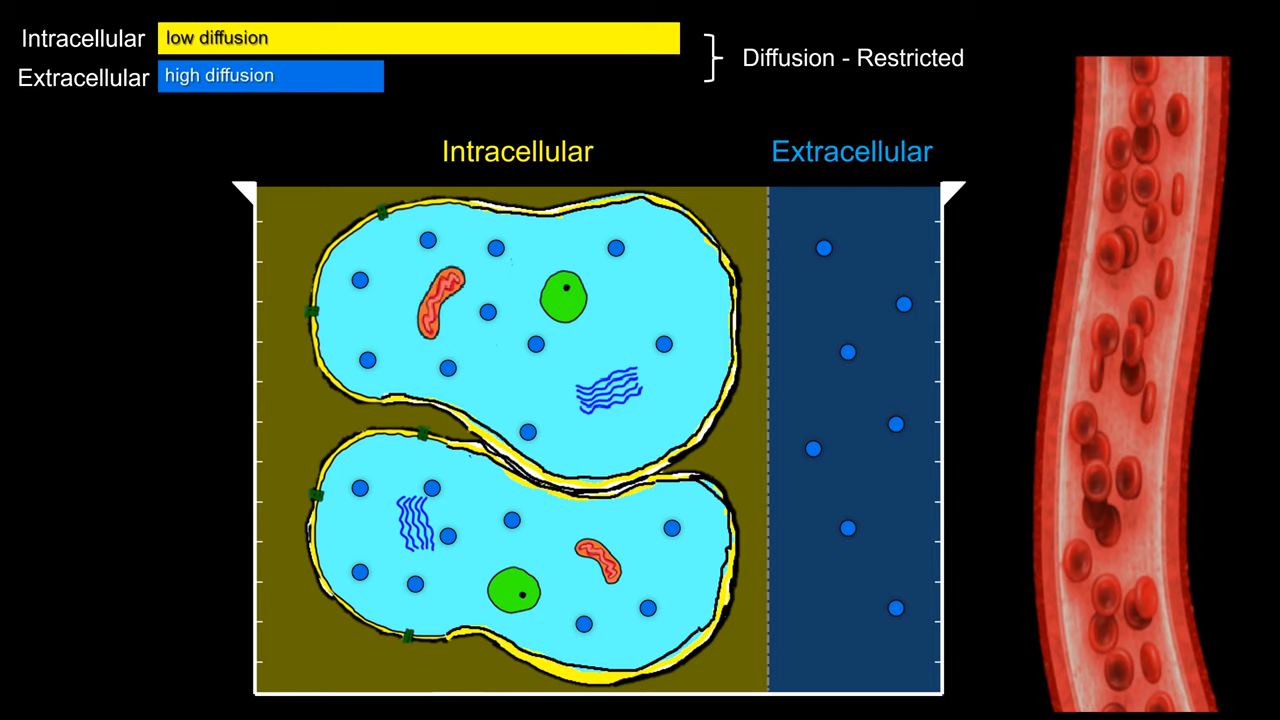 Intracellular low diffusion
Extracellular high diffusion
Diffusion - Restricted
Intracellular
Extracellular